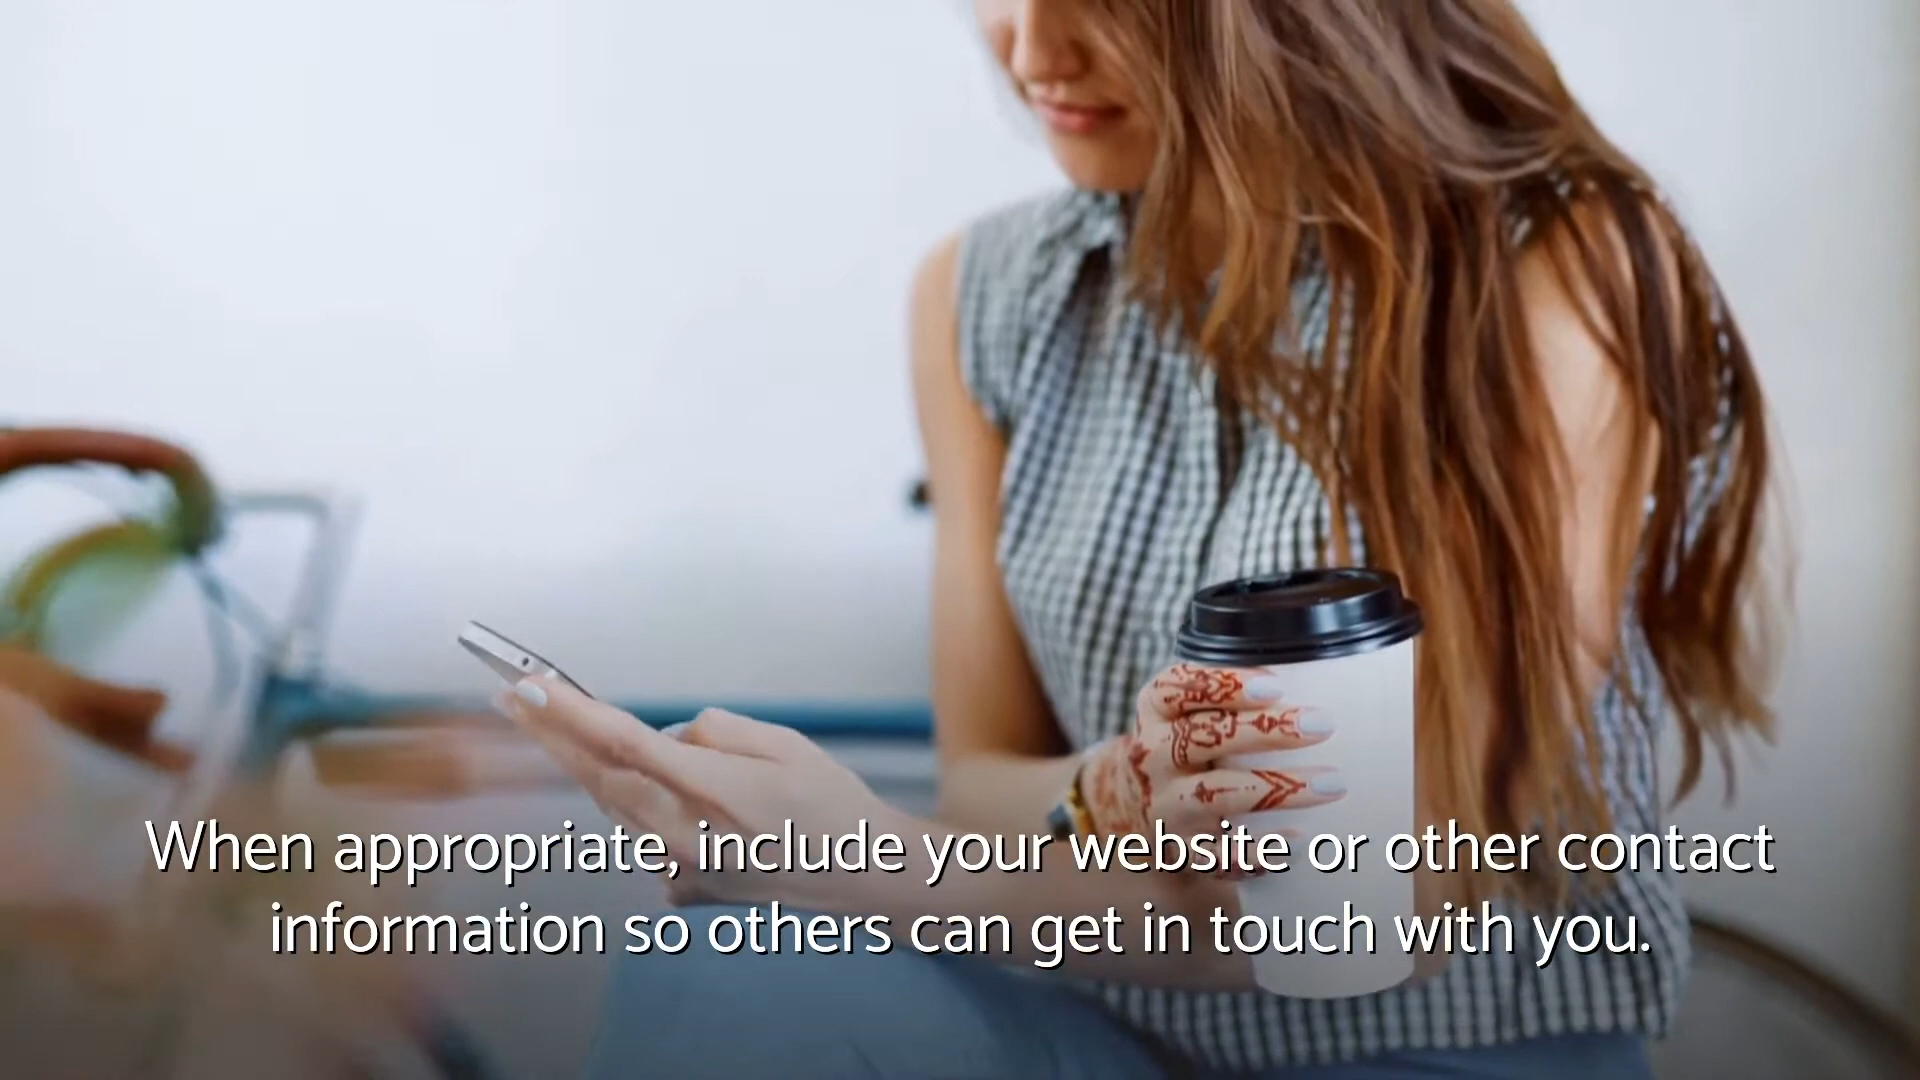 When appropriate, include your website or other contact
information so others can get in touch with you.